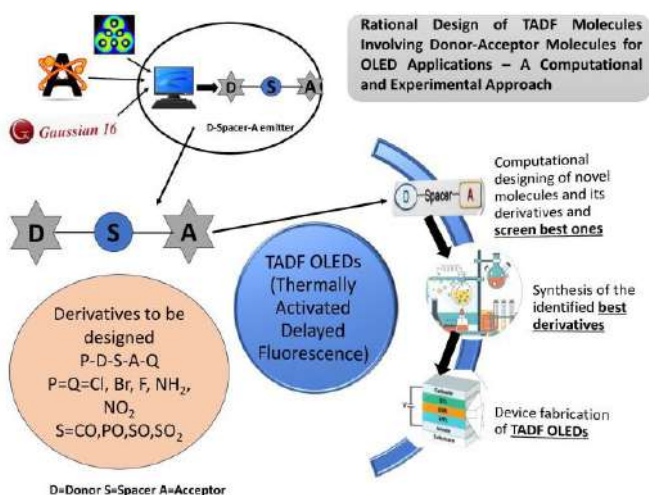 Rational Design of TADF Molecules
Involving Donor-Acceptor Molecules for
OLED Applications – A Computational
and Experimental Approach
A
Gaussian 16
D S A
D-Spacer-A emitter
D S A
D Spacer A
Computational
designing of novel
molecules and its
derivatives and
screen best ones
TADF OLEDs
(Thermally
Activated
Delayed
Fluorescence)
Synthesis of the
identified best
derivatives
Derivatives to be
designed
P-D-S-A-Q
P=Q=Cl, Br, F, NH₂,
NO₂
S=CO,PO,SO,SO₂
Device fabrication
of TADF OLEDs
D=Donor S=Spacer A=Acceptor